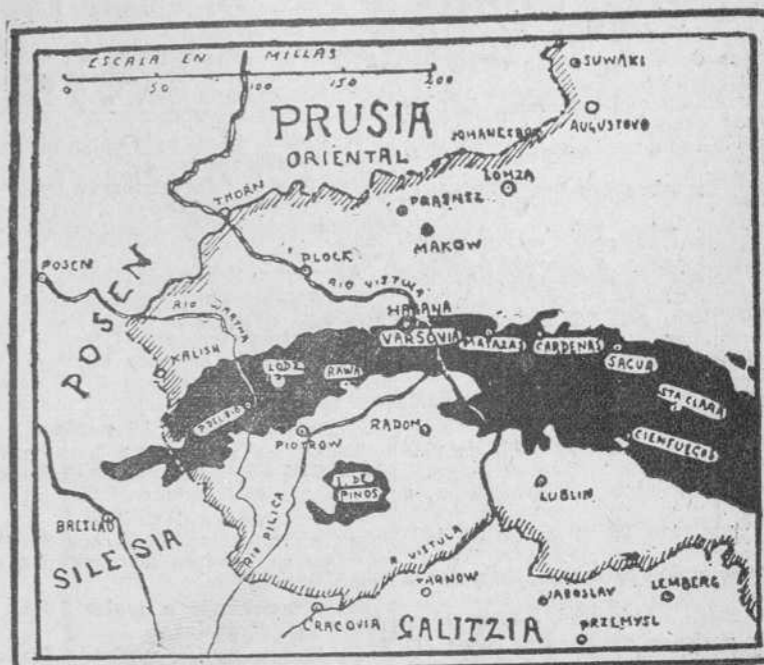 ESCALA EN MILLAS
0 50 100 150 200
SUWAKI
AUGUSTOVO
PRUSIA
ORIENTAL
LOMZA
THORN
PRASNEZ
MAKOW
POSEN
PLOCK
RIO VISTULA
POSEN
RIO WARTHA
HABANA
VARSOVIA
MATAZAS
CARDENAS
SAGUA
KALISH
LODZ
RAWA
STA CLARA
PIOTROW
RADOM
CIENFUEGOS
I. DE
PINOS
LUBLIN
BRESLAU
SILESIA
RIO PILICA
R. VISTULA
TARNOW
JAROSLAV
LEMBERG
CRACOVIA
GALITZIA
PRZEMYSL